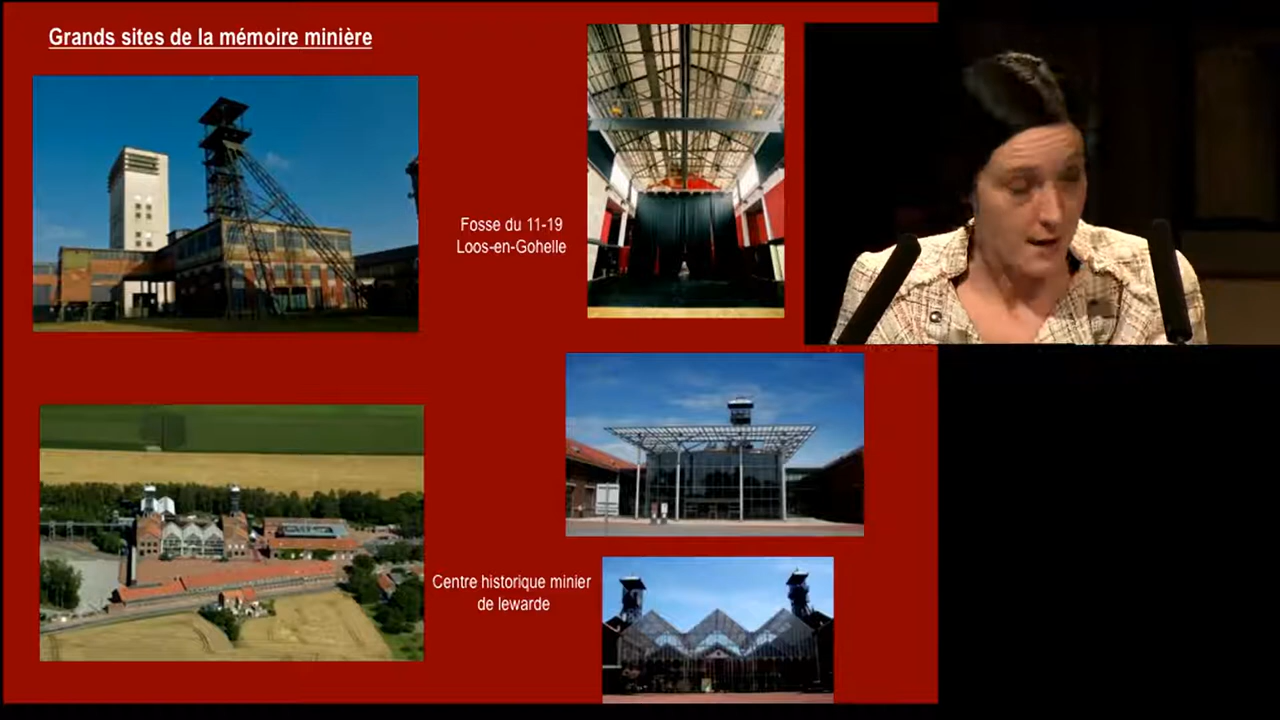 Grands sites de la mémoire minière
Fosse du 11-19
Loos-en-Gohelle
Centre historique minier
de lewarde